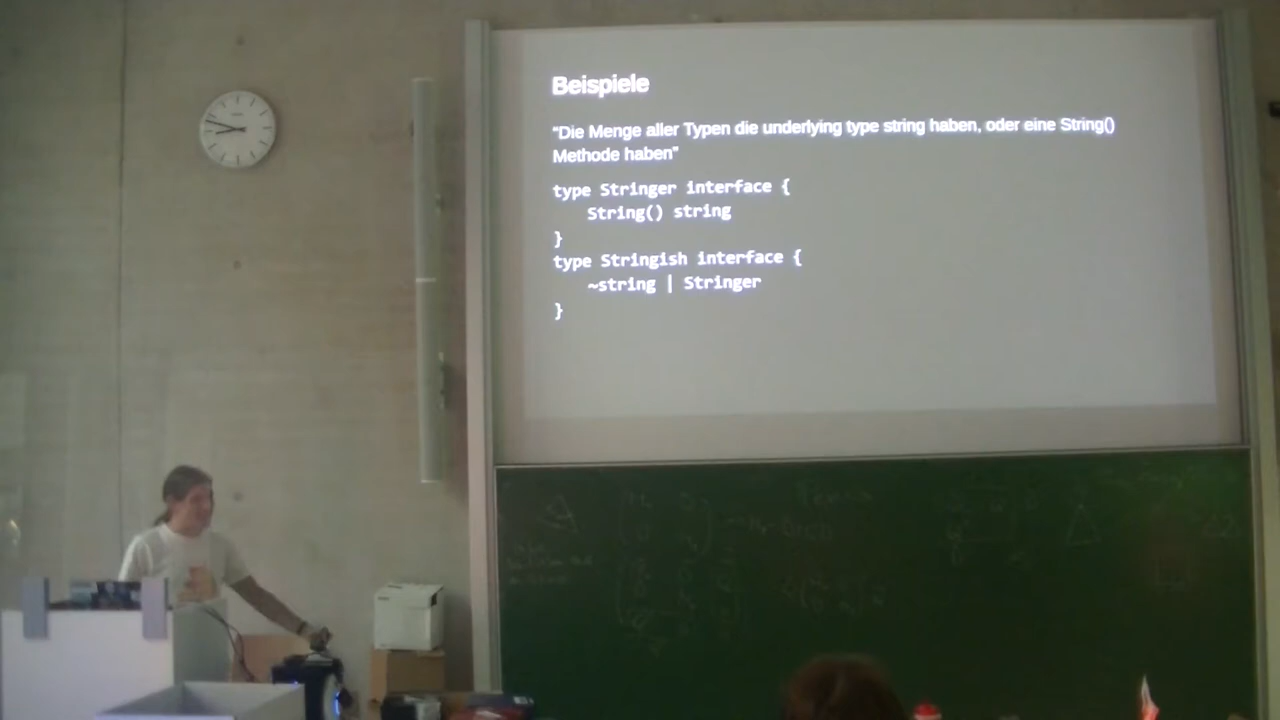 Beispiele
"Die Menge aller Typen die underlying type string haben, oder eine String()
Methode haben"
type Stringer interface {
    String() string
}
type Stringish interface {
    ~string | Stringer
}